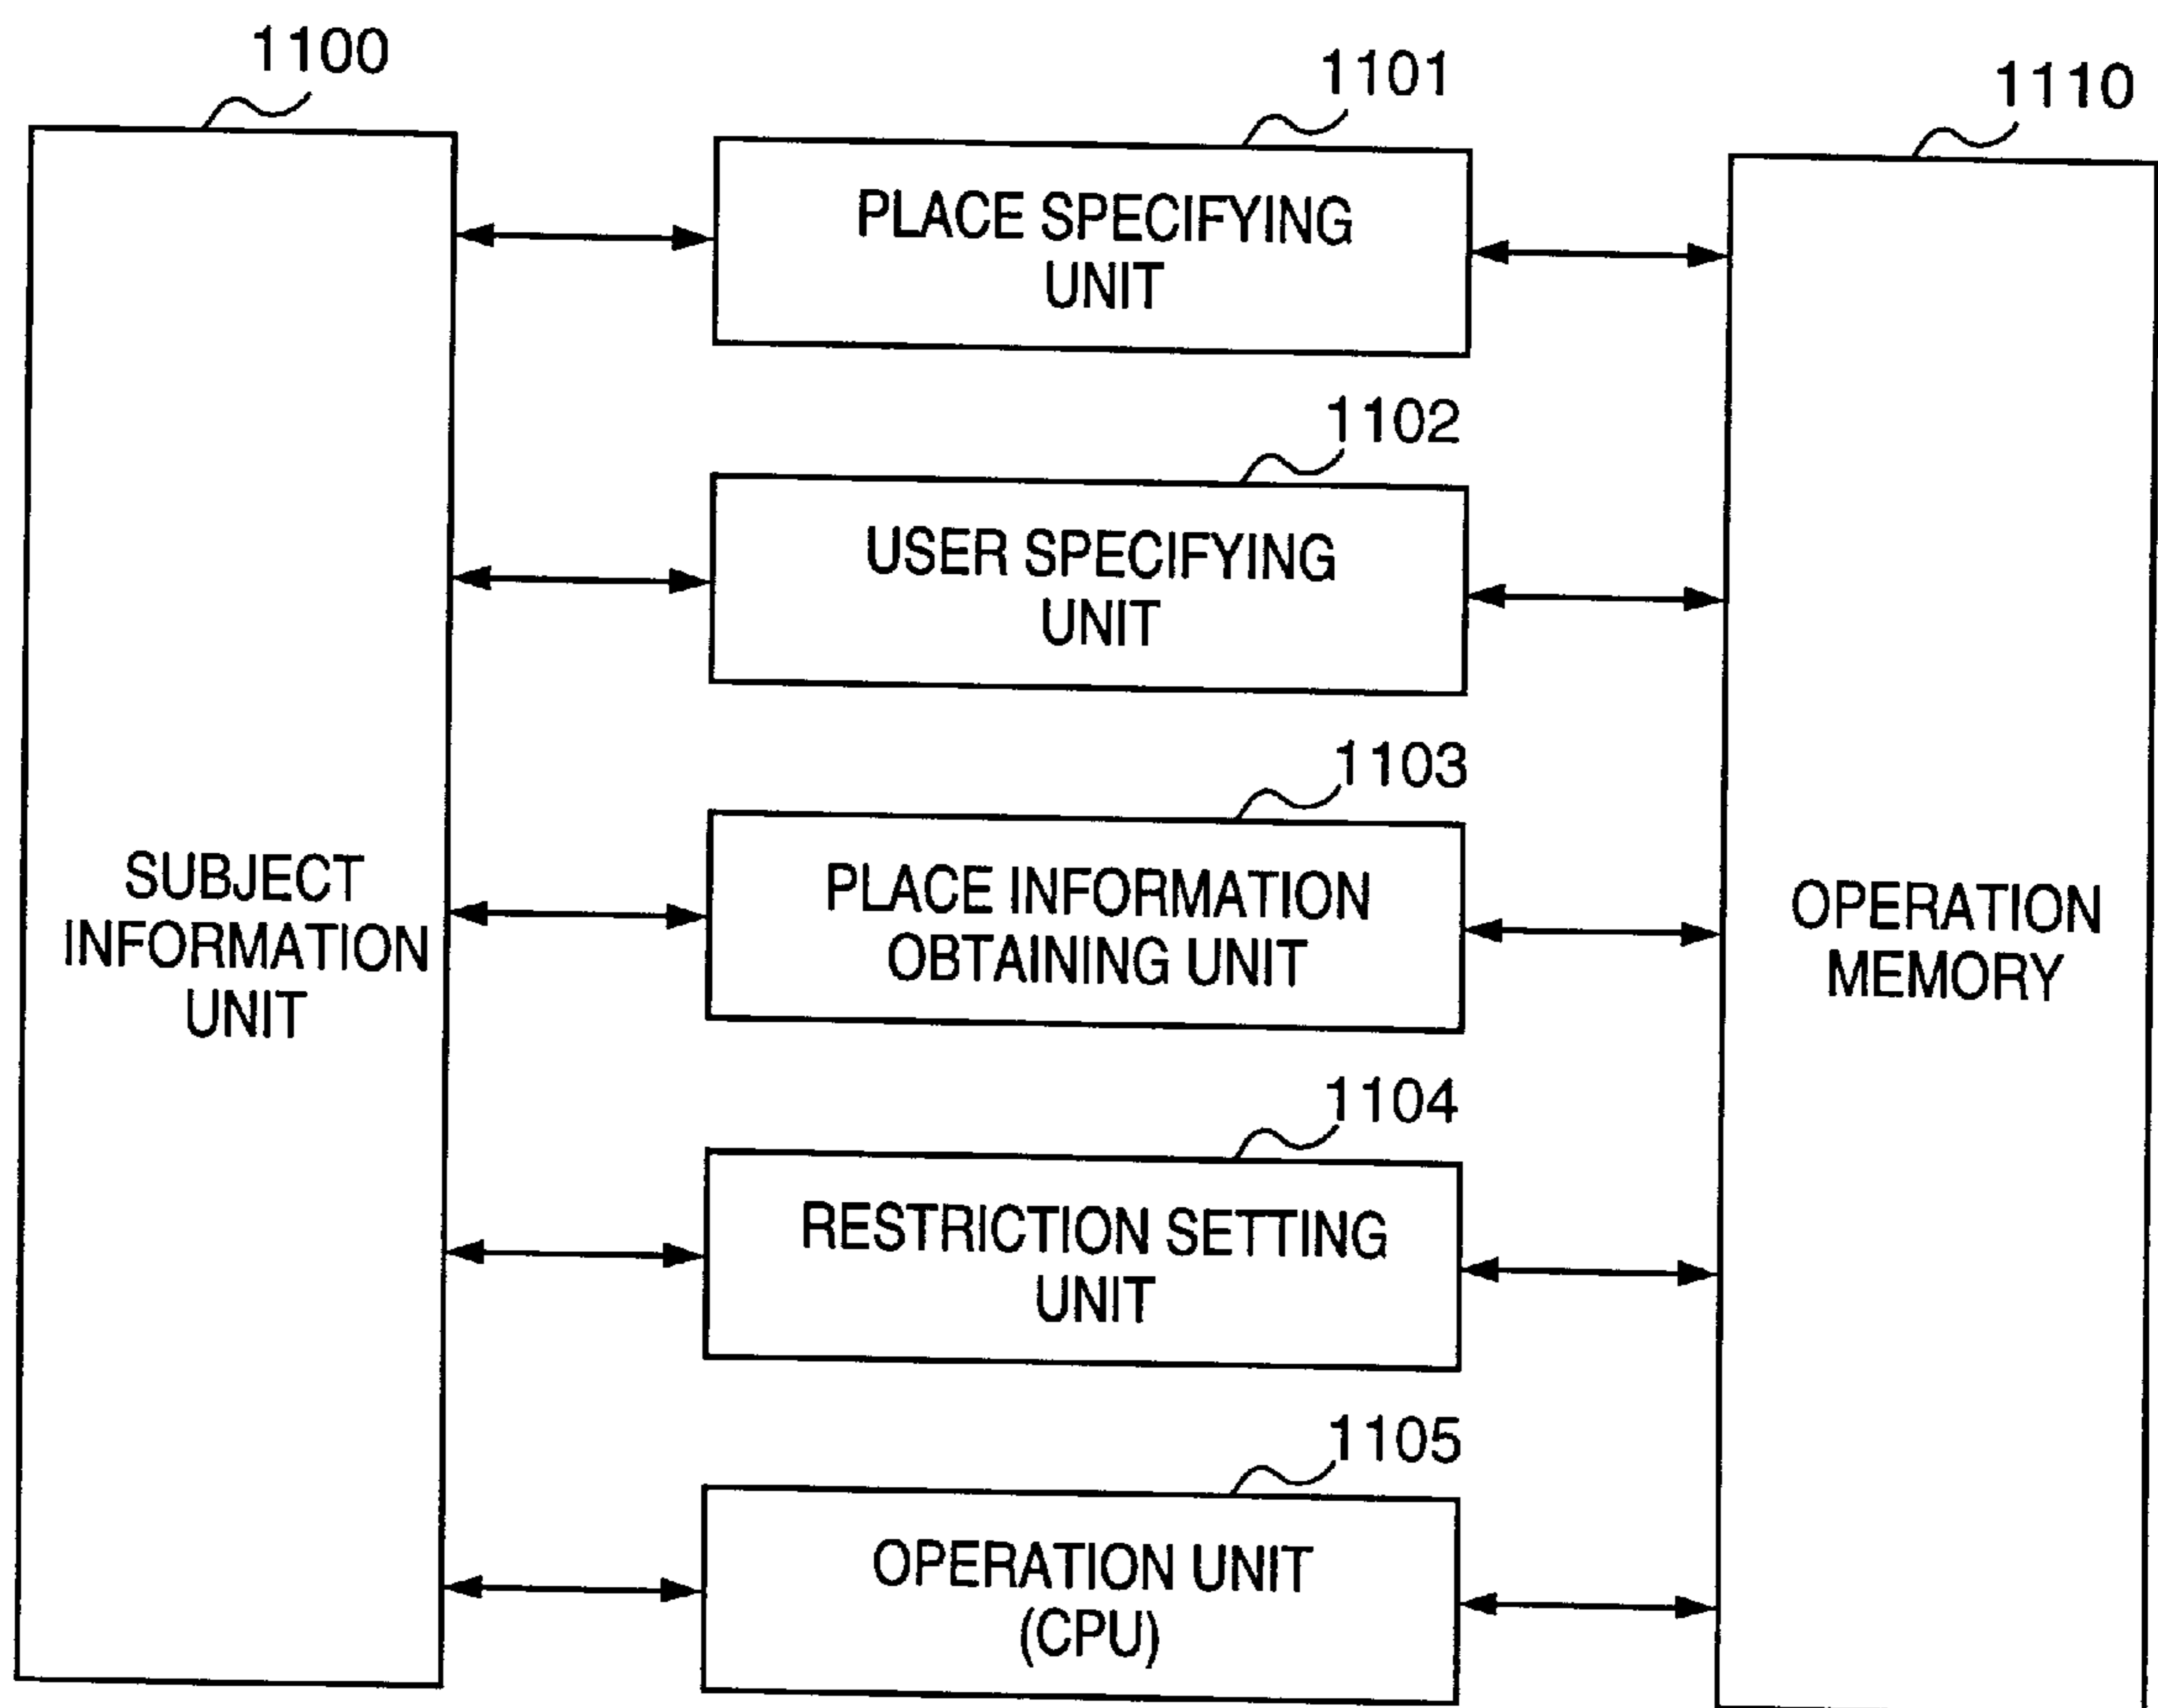 1100
1101
1110
PLACE SPECIFYING
UNIT
1102
USER SPECIFYING
UNIT
1103
SUBJECT
INFORMATION
UNIT
PLACE INFORMATION
OBTAINING UNIT
OPERATION
MEMORY
1104
RESTRICTION SETTING
UNIT
1105
OPERATION UNIT
(CPU)